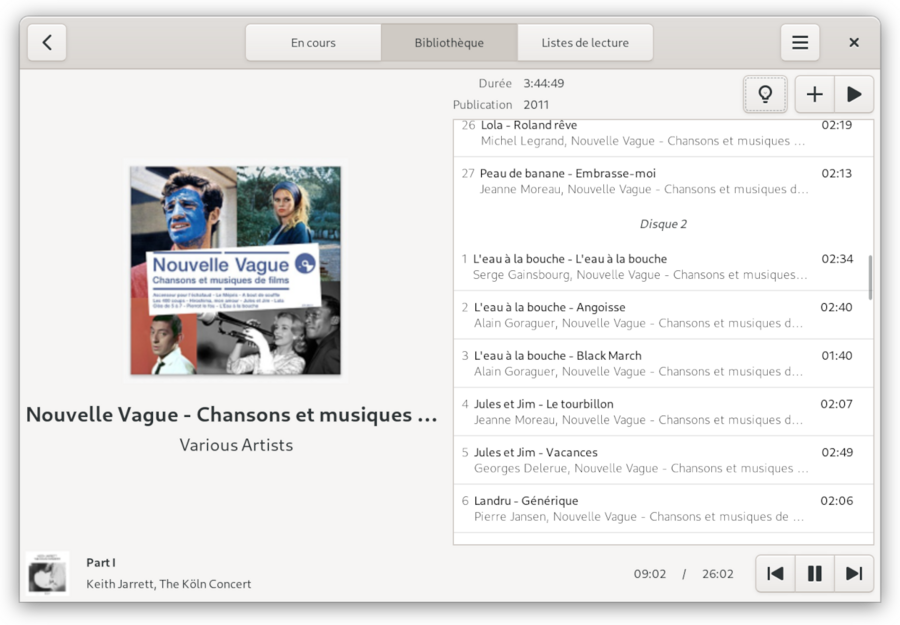 En cours
Bibliothèque
Listes de lecture
Durée 3:44:49
Publication 2011
26 Lola - Roland rêve 02:19
Michel Legrand, Nouvelle Vague - Chansons et musiques …
27 Peau de banane - Embrasse-moi 02:13
Jeanne Moreau, Nouvelle Vague - Chansons et musiques d…
Disque 2
1 L'eau à la bouche - L'eau à la bouche 02:34
Serge Gainsbourg, Nouvelle Vague - Chansons et musiques…
2 L'eau à la bouche - Angoisse 02:40
Alain Goraguer, Nouvelle Vague - Chansons et musiques d…
3 L'eau à la bouche - Black March 01:40
Alain Goraguer, Nouvelle Vague - Chansons et musiques d…
4 Jules et Jim - Le tourbillon 02:07
Jeanne Moreau, Nouvelle Vague - Chansons et musiques d…
5 Jules et Jim - Vacances 02:49
Georges Delerue, Nouvelle Vague - Chansons et musiques …
6 Landru - Générique 02:06
Pierre Jansen, Nouvelle Vague - Chansons et musiques de …
Nouvelle Vague
Chansons et musiques de films
Nouvelle Vague - Chansons et musiques …
Various Artists
Part I
Keith Jarrett, The Köln Concert
09:02 / 26:02